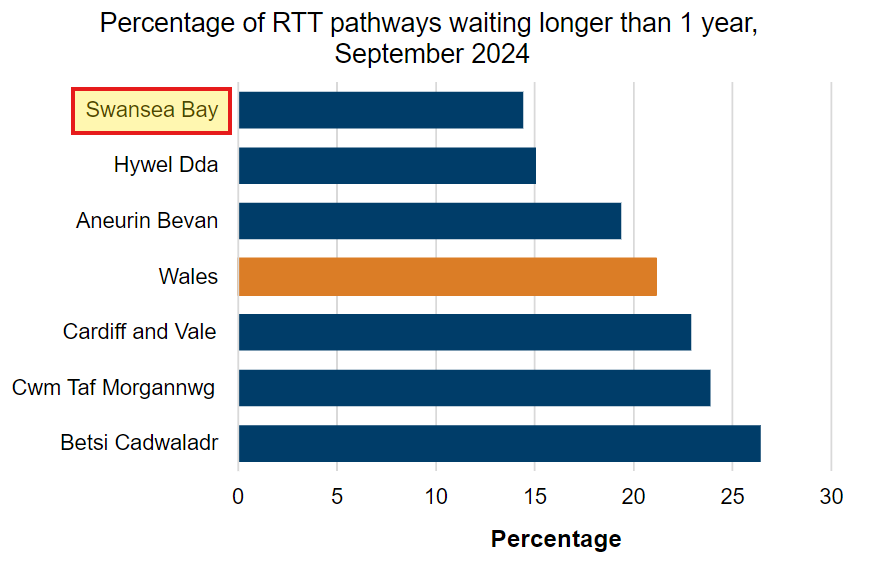 Percentage of RTT pathways waiting longer than 1 year,
September 2024
Swansea Bay
Hywel Dda
Aneurin Bevan
Wales
Cardiff and Vale
Cwm Taf Morgannwg
Betsi Cadwaladr
0 5 10 15 20 25 30
Percentage